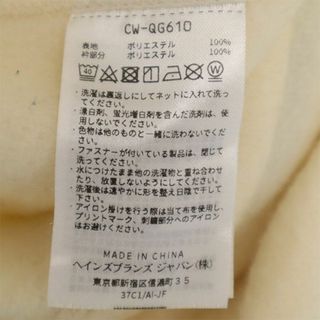 CW-QG610
表地 ポリエステル 100%
衿部分 ポリエステル 100%
40
・洗濯は裏返しにしてネットに入れて洗っ
てください。
・漂白剤、蛍光増白剤を含んだ洗剤は、使
用しないでください。
・色物は他のものと一緒に洗わないでくだ
さい。
・ファスナーが付いている製品は、閉じて
洗ってください。
・水につけたまま他の洗濯物と重ね合わせ
たり、放置しないようにしてください。
・洗濯後は速やかに形を整え日陰で干して
下さい。
・アイロン掛けを行う際は当て布を使用し、
プリントマーク、刺繍部分へのアイロン
はお避けください。
MADE IN CHINA
ヘインズブランズ ジャパン(株)
東京都新宿区信濃町35
37C1/AI-JF